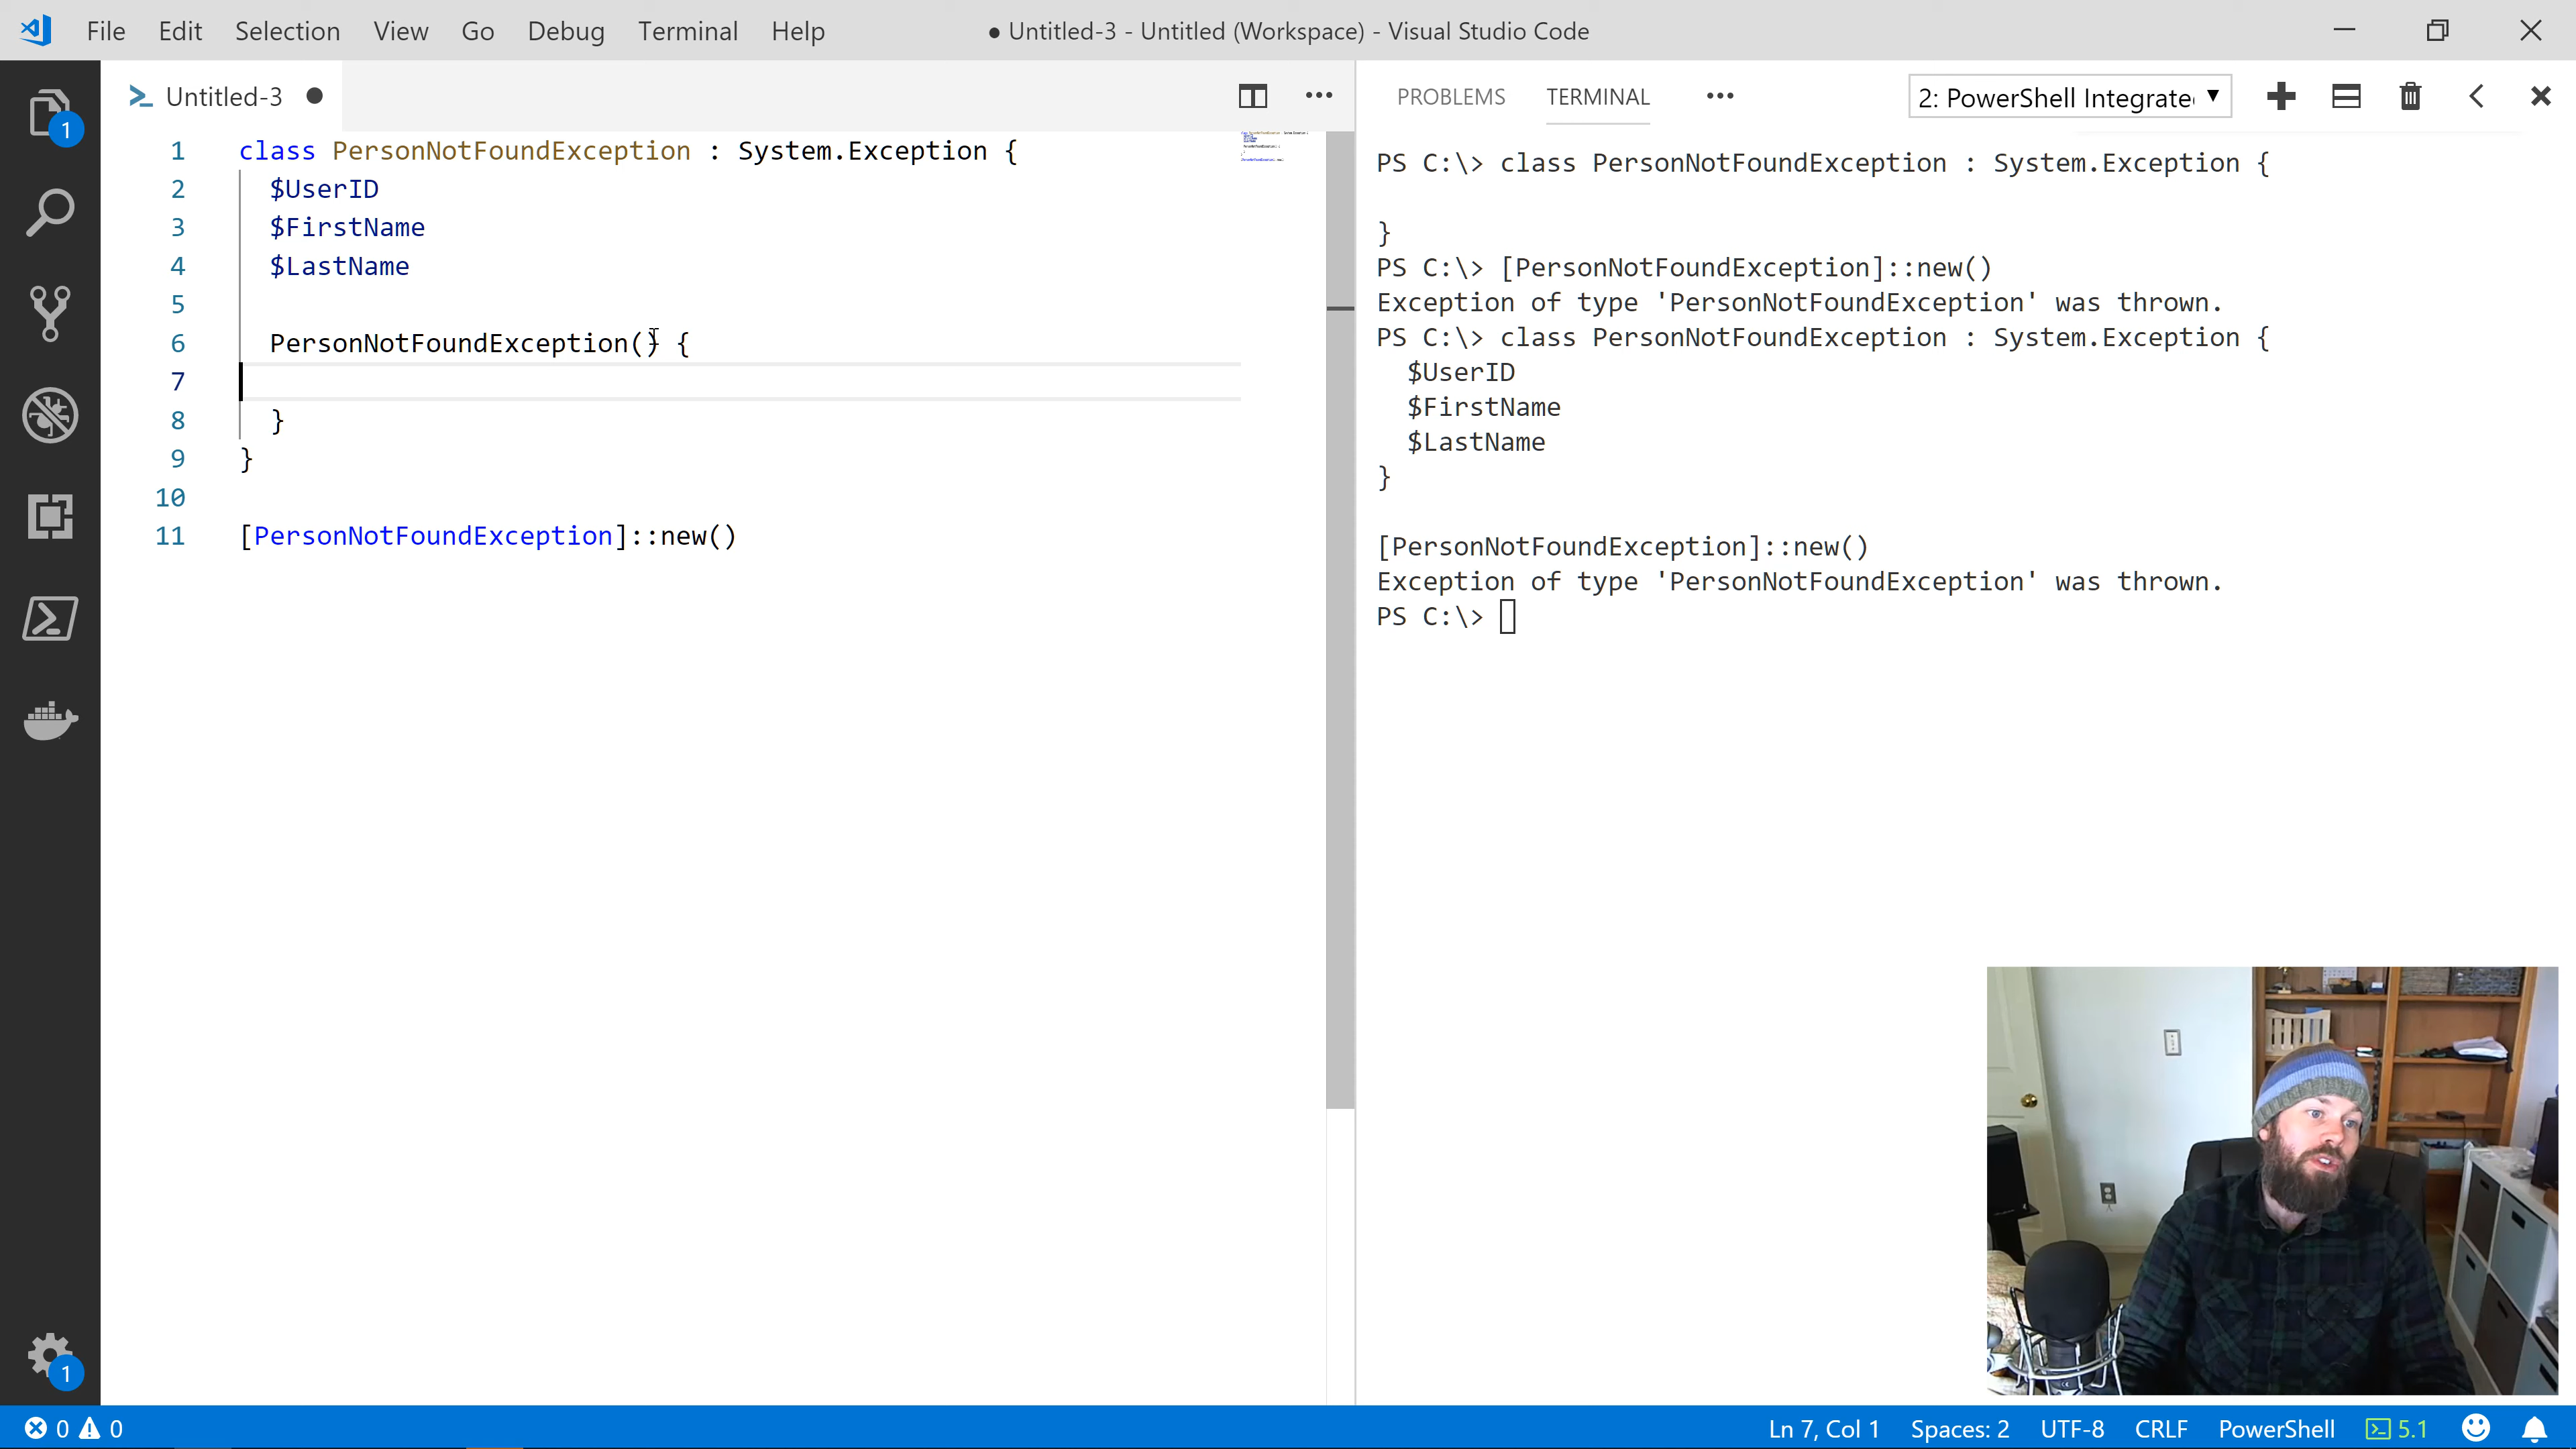 File Edit Selection View Go Debug Terminal Help ● Untitled-3 - Untitled (Workspace) - Visual Studio Code
Untitled-3
PROBLEMS TERMINAL ••• 2: PowerShell Integrate
1 class PersonNotFoundException : System.Exception {
2 $UserID
3 $FirstName
4 $LastName
5
6 PersonNotFoundException() {
7
8 }
9 }
10
11 [PersonNotFoundException]::new()
PS C:\> class PersonNotFoundException : System.Exception {
}
PS C:\> [PersonNotFoundException]::new()
Exception of type 'PersonNotFoundException' was thrown.
PS C:\> class PersonNotFoundException : System.Exception {
$UserID
$FirstName
$LastName
}
[PersonNotFoundException]::new()
Exception of type 'PersonNotFoundException' was thrown.
PS C:\>
1
1
0 0 Ln 7, Col 1 Spaces: 2 UTF-8 CRLF PowerShell 5.1